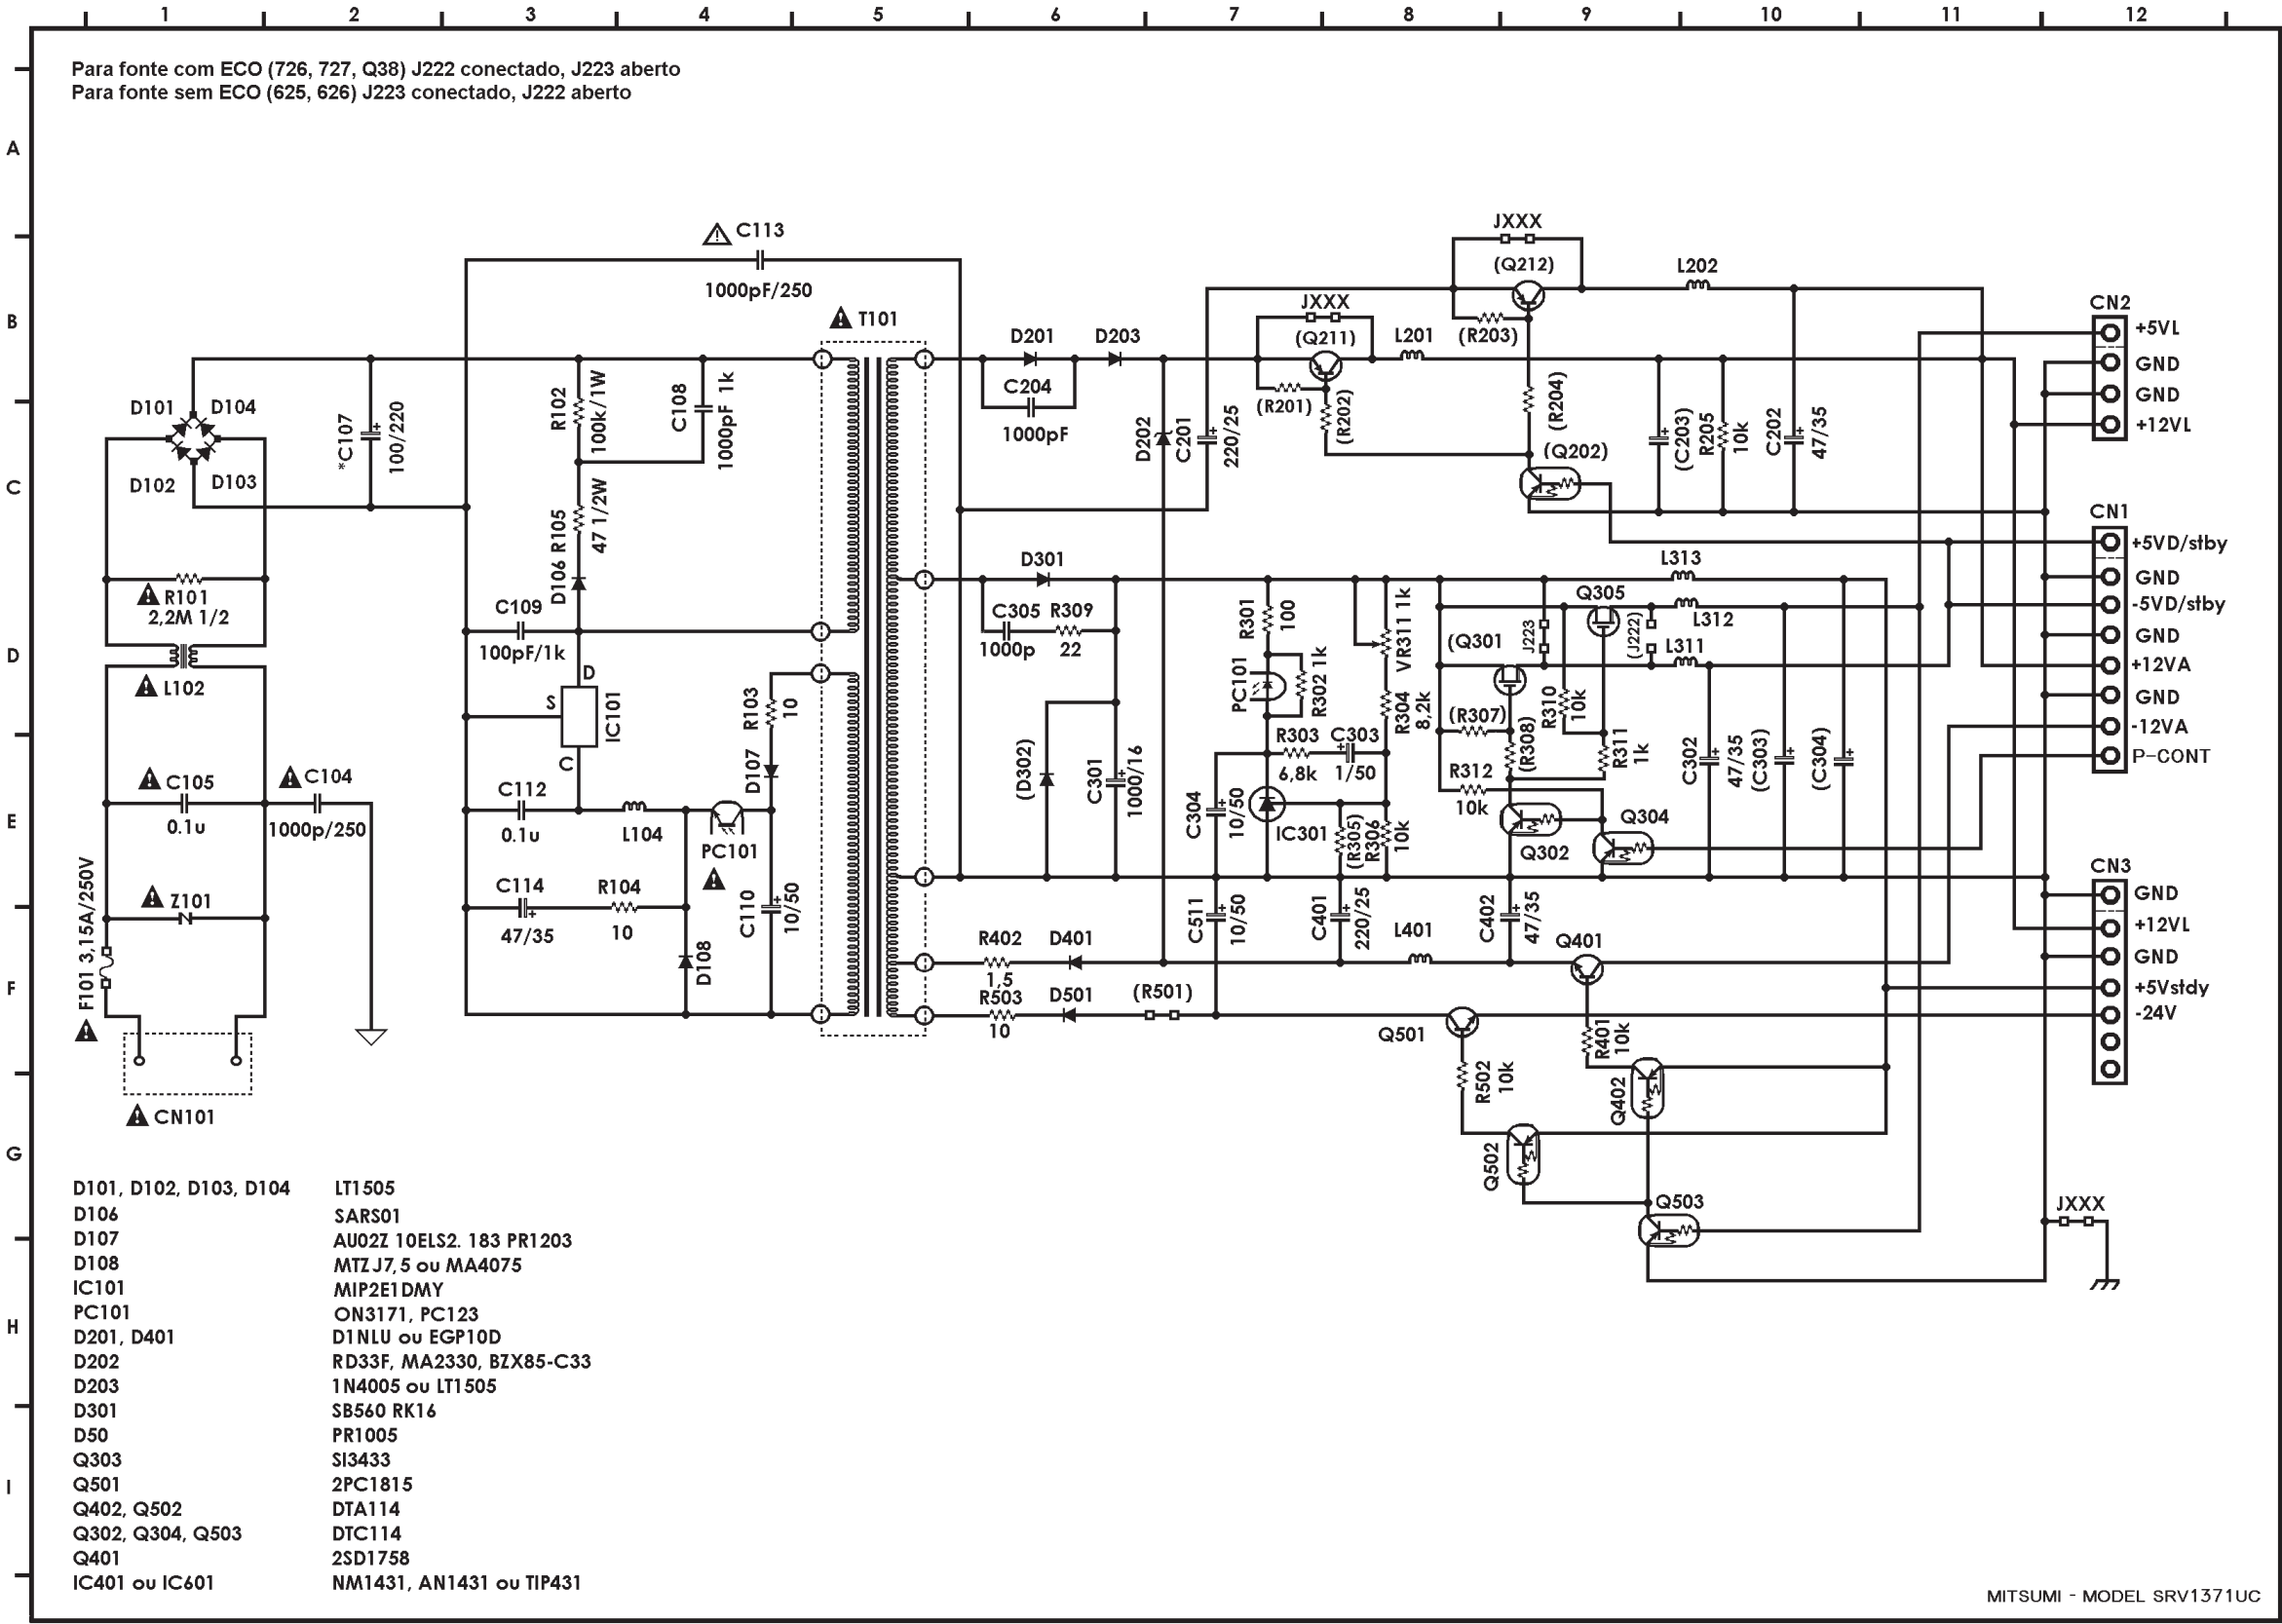 1 2 3 4 5 6 7 8 9 10 11 12
Para fonte com ECO (726, 727, Q38) J222 conectado, J223 aberto
Para fonte sem ECO (625, 626) J223 conectado, J222 aberto
A
B
C
D
E
F
G
H
I
C113
1000pF/250
T101
D101
D104
D102
D103
*C107
100/220
R102
100k/1W
C108
1000pF 1k
R105
47 1/2W
D106
R101
2,2M 1/2
L102
C109
100pF/1k
D
S
C
IC101
R103
10
D107
C105
0.1u
C104
1000p/250
C112
0.1u
L104
PC101
Z101
C114
47/35
R104
10
D108
C110
10/50
F101 3,15A/250V
CN101
D201
D203
C204
1000pF
D202
C201
220/25
JXXX
(Q211)
(R201)
(R202)
L201
JXXX
(Q212)
(R203)
(R204)
(Q202)
L202
(C203)
R205
10k
C202
47/35
D301
C305
1000p
R309
22
(D302)
C301
1000/16
R301
100
PC101
R302 1k
VR311 1k
R304
8,2k
R303
6,8k
C303
1/50
C304
10/50
IC301
(R305)
R306
10k
(Q301
J223
Q305
(J222)
L313
L312
L311
R310
10k
(R307)
(R308)
R311
1k
R312
10k
Q302
Q304
C302
47/35
(C303)
(C304)
C511
10/50
C401
220/25
L401
C402
47/35
Q401
R402
1,5
D401
R503
10
D501
(R501)
Q501
R401
10k
R502
10k
Q402
Q502
Q503
JXXX
CN2
+5VL
GND
GND
+12VL
CN1
+5VD/stby
GND
-5VD/stby
GND
+12VA
GND
-12VA
P-CONT
CN3
GND
+12VL
GND
+5Vstdy
-24V
D101, D102, D103, D104 LT1505
D106 SARS01
D107 AU02Z 10ELS2. 183 PR1203
D108 MTZJ7,5 ou MA4075
IC101 MIP2E1DMY
PC101 ON3171, PC123
D201, D401 D1NLU ou EGP10D
D202 RD33F, MA2330, BZX85-C33
D203 1N4005 ou LT1505
D301 SB560 RK16
D50 PR1005
Q303 SI3433
Q501 2PC1815
Q402, Q502 DTA114
Q302, Q304, Q503 DTC114
Q401 2SD1758
IC401 ou IC601 NM1431, AN1431 ou TIP431
MITSUMI - MODEL SRV1371UC